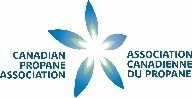 CANADIAN
PROPANE
ASSOCIATION
ASSOCIATION
CANADIENNE
DU PROPANE